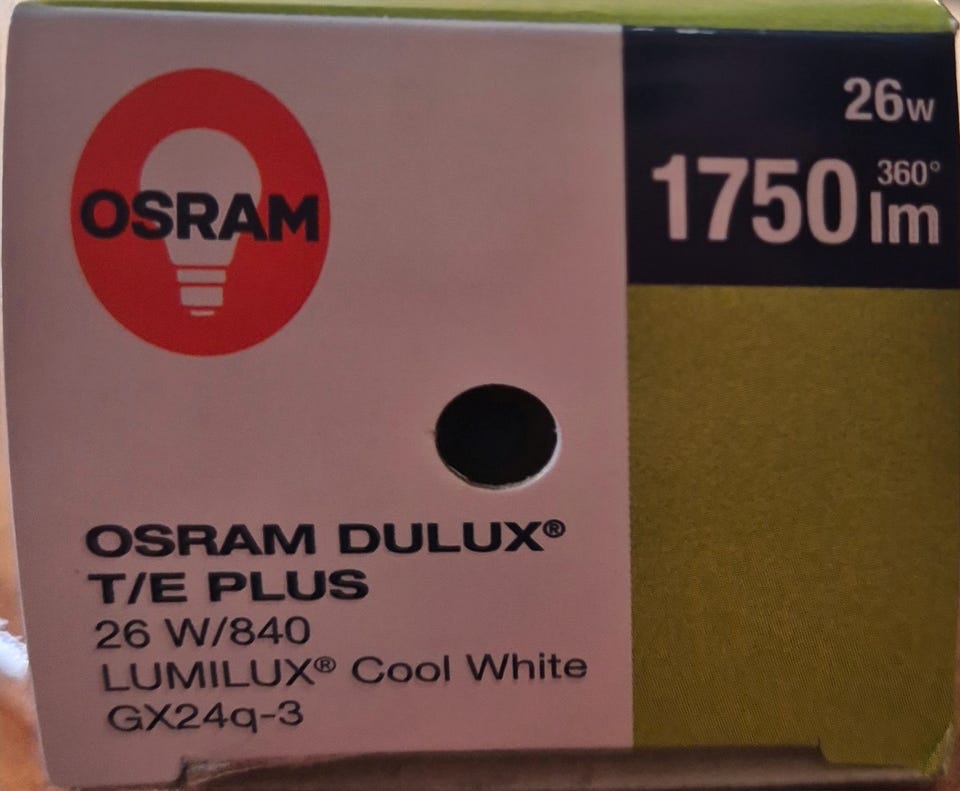 OSRAM
26w
360°
1750 lm
OSRAM DULUX®
T/E PLUS
26 W/840
LUMILUX® Cool White
GX24q-3